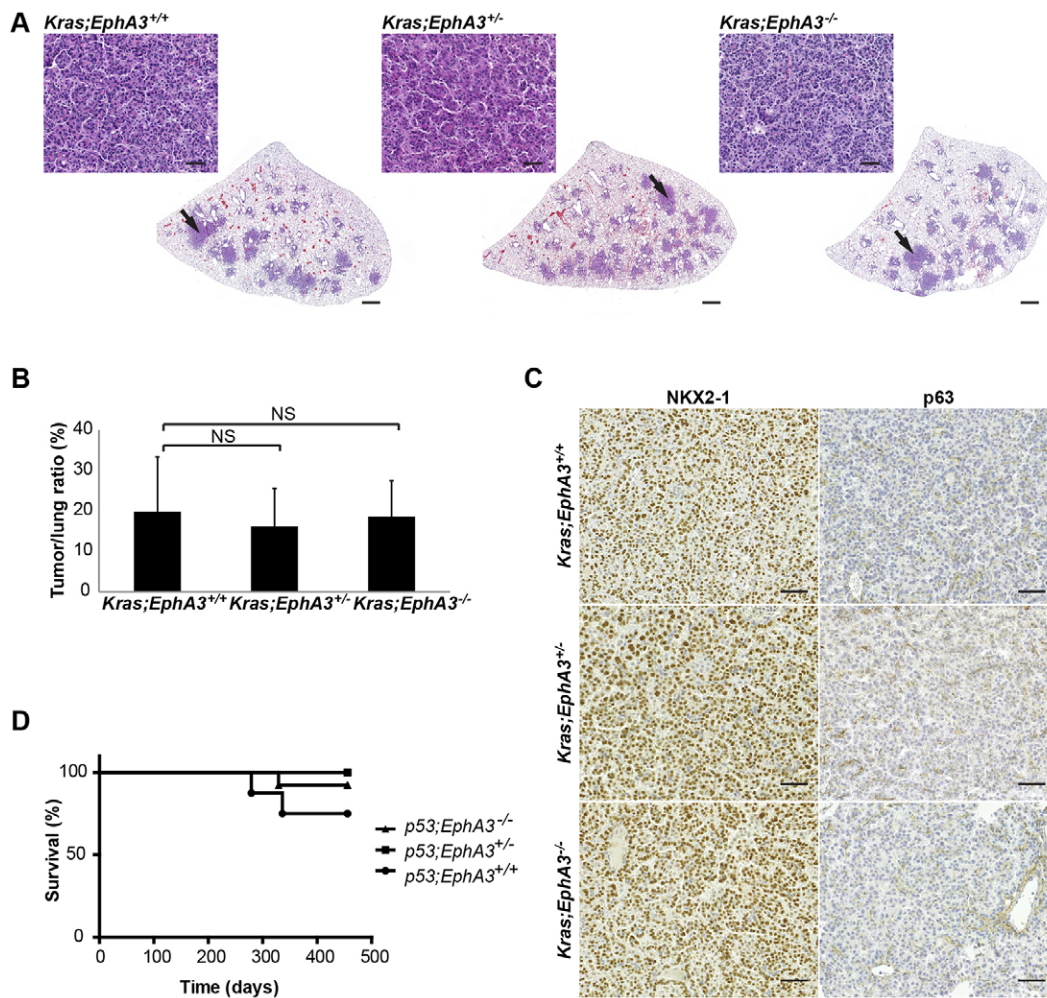 A
Kras;EphA3+/+
Kras;EphA3+/-
Kras;EphA3-/-
B
Tumor/lung ratio (%)
40
30
20
10
0
NS
NS
Kras;EphA3+/+
Kras;EphA3+/-
Kras;EphA3-/-
C
NKX2-1
p63
Kras;EphA3+/+
Kras;EphA3+/-
Kras;EphA3-/-
D
Survival (%)
100
50
0
0
100
200
300
400
500
Time (days)
p53;EphA3-/-
p53;EphA3+/-
p53;EphA3+/+